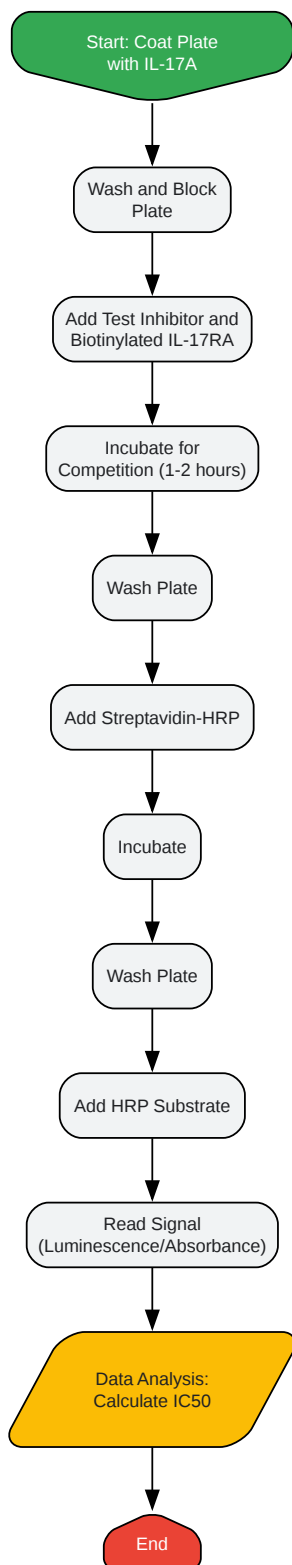 Start: Coat Plate
with IL-17A
Wash and Block
Plate
Add Test Inhibitor and
Biotinylated IL-17RA
Incubate for
Competition (1-2 hours)
Wash Plate
Add Streptavidin-HRP
Incubate
Wash Plate
Add HRP Substrate
Read Signal
(Luminescence/Absorbance)
Data Analysis:
Calculate IC50
End